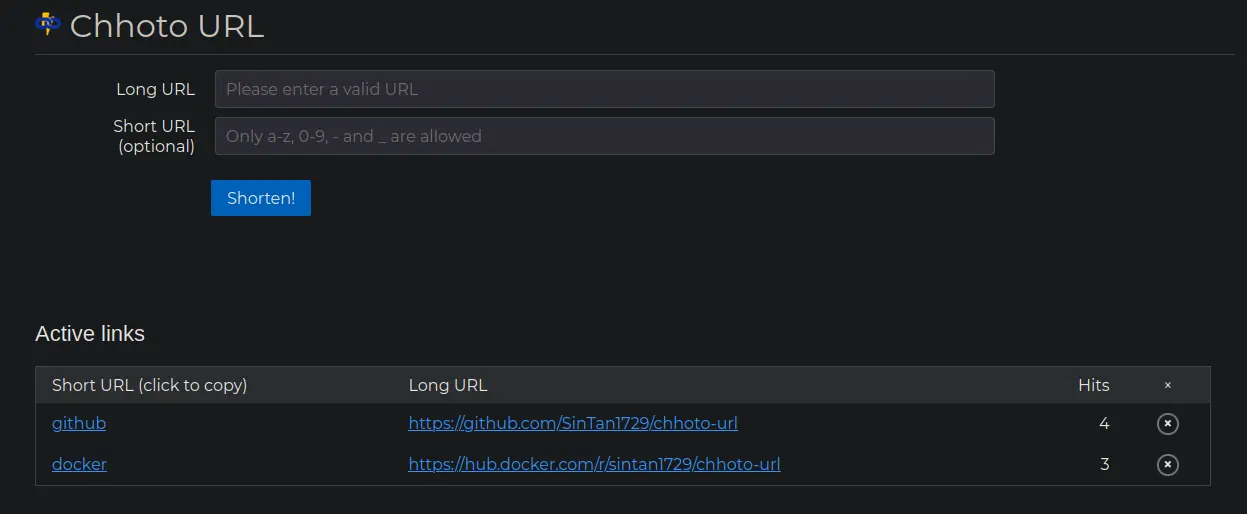 Chhoto URL
Long URL Please enter a valid URL
Short URL
(optional) Only a-z, 0-9, - and _ are allowed
Shorten!
Active links
Short URL (click to copy) Long URL Hits ×
github https://github.com/SinTan1729/chhoto-url 4 ×
docker https://hub.docker.com/r/sintan1729/chhoto-url 3 ×